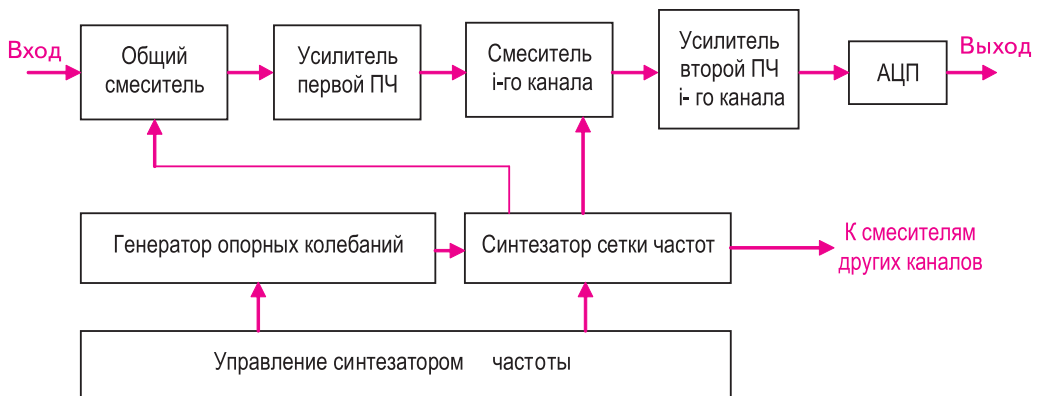 Вход
Общий
смеситель
Усилитель
первой ПЧ
Смеситель
i-го канала
Усилитель
второй ПЧ
i- го канала
АЦП
Выход
Генератор опорных колебаний
Синтезатор сетки частот
К смесителям
других каналов
Управление синтезатором частоты